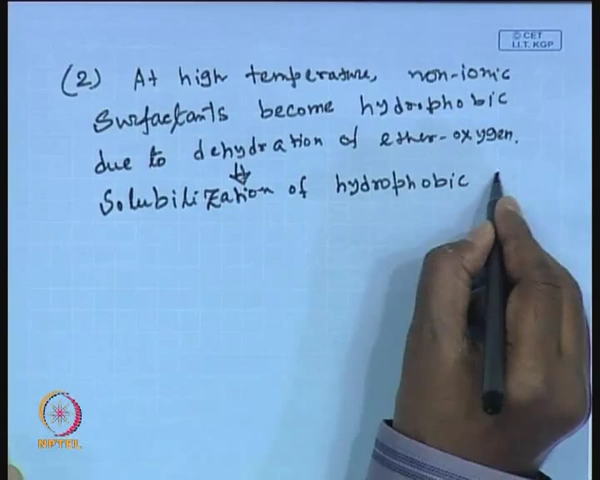 © CET
I.I.T. KGP
(2) At high temperature, non-ionic
surfactants become hydrophobic
due to dehydration of ether-oxygen.
Solubilization of hydrophobic
NPTEL